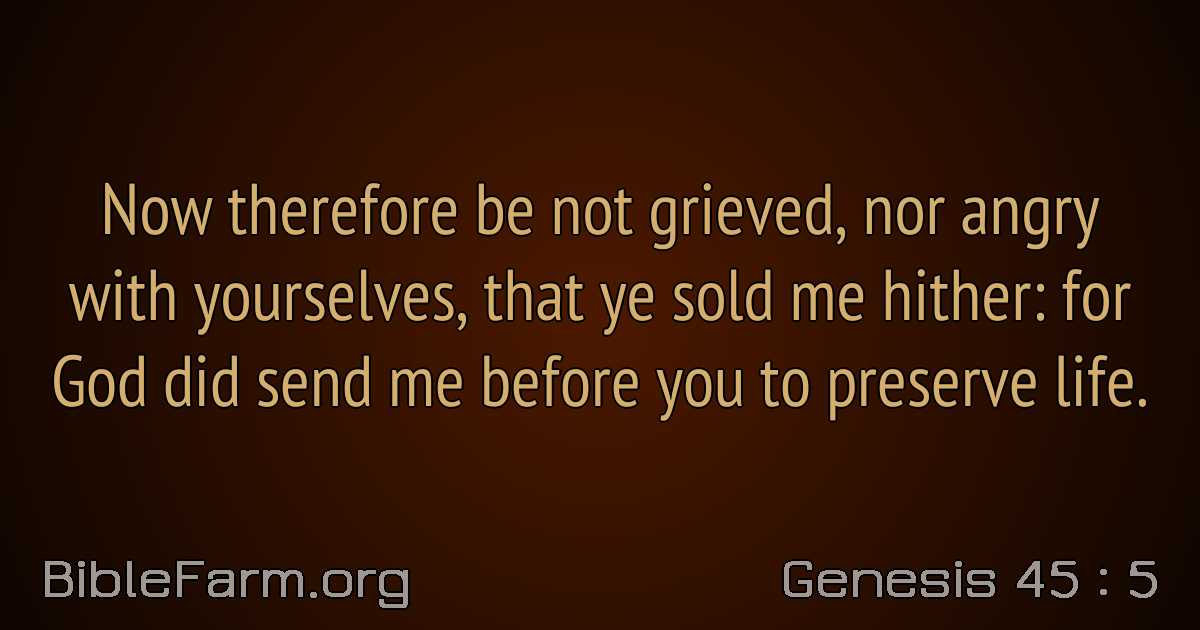 Now therefore be not grieved, nor angry
with yourselves, that ye sold me hither: for
God did send me before you to preserve life.
BibleFarm.org
Genesis 45 : 5